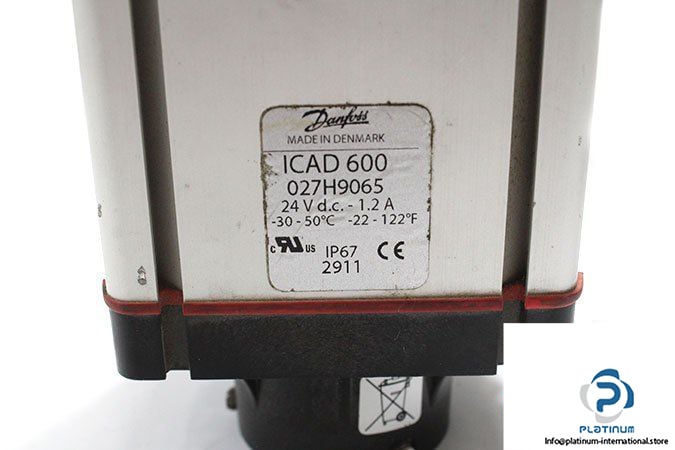 Danfoss
MADE IN DENMARK
ICAD 600
027H9065
24 V d.c. - 1.2 A
-30 - 50°C -22 - 122°F
c RU US
IP67 CE
2911
PLATINUM
Info@platinum-international.store